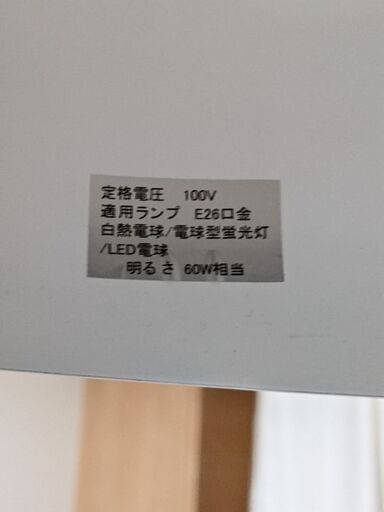 定格電圧 100V
適用ランプ E26口金
白熱電球/電球型蛍光灯
/LED電球
明るさ 60W相当